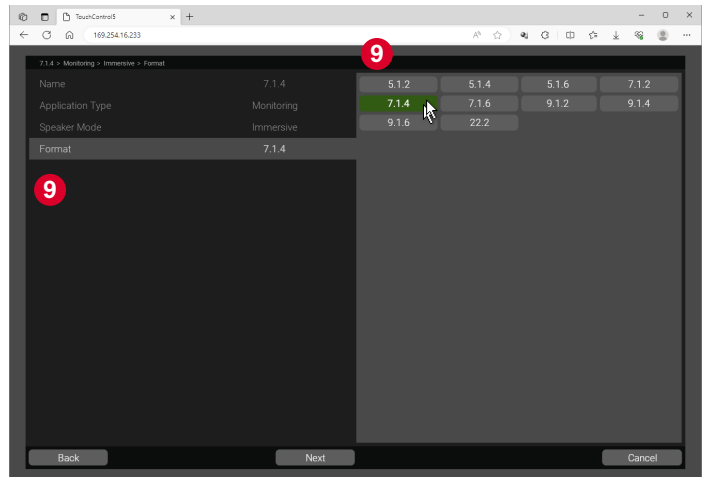 TouchControl5
169.254.16.233
9
7.1.4 > Monitoring > Immersive > Format
Name 7.1.4
Application Type Monitoring
Speaker Mode Immersive
Format 7.1.4
9
5.1.2 5.1.4 5.1.6 7.1.2
7.1.4 7.1.6 9.1.2 9.1.4
9.1.6 22.2
Back Next Cancel